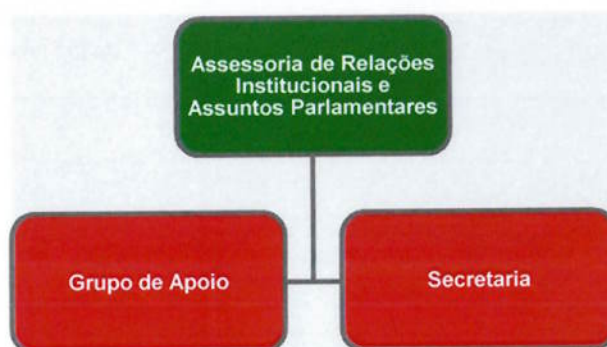 Assessoria de Relações
Institucionais e
Assuntos Parlamentares
Grupo de Apoio
Secretaria